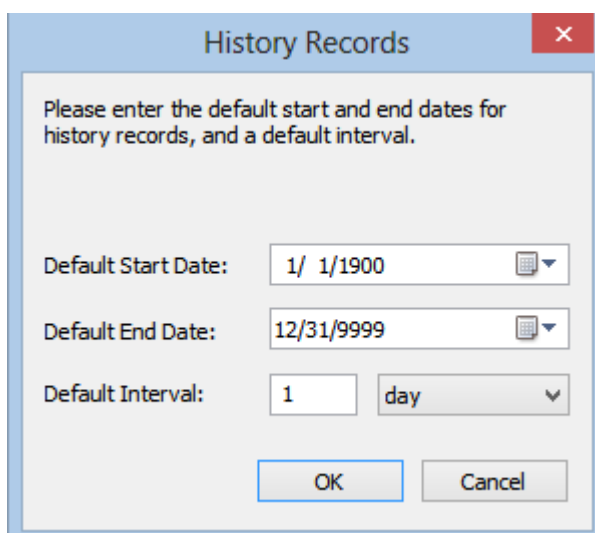 History Records
Please enter the default start and end dates for
history records, and a default interval.
Default Start Date: 1/ 1/1900
Default End Date: 12/31/9999
Default Interval: 1 day
OK Cancel